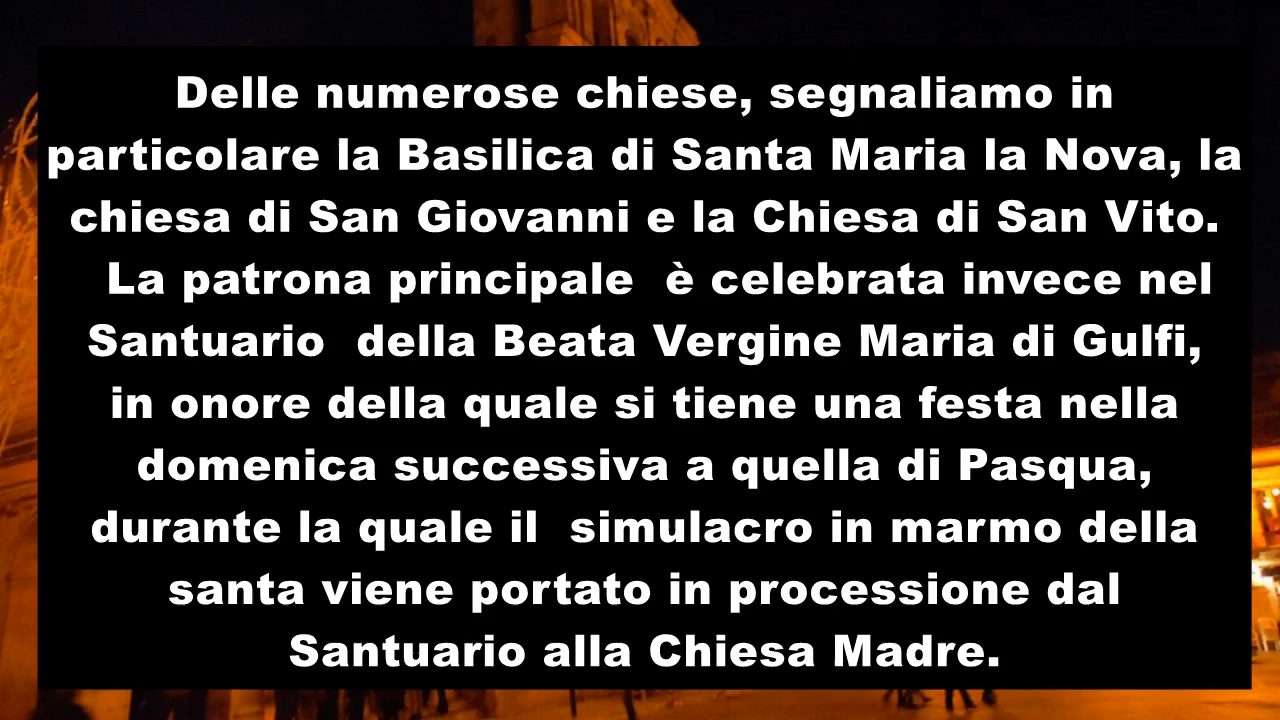 Delle numerose chiese, segnaliamo in
particolare la Basilica di Santa Maria la Nova, la
chiesa di San Giovanni e la Chiesa di San Vito.
La patrona principale  è celebrata invece nel
Santuario  della Beata Vergine Maria di Gulfi,
in onore della quale si tiene una festa nella
domenica successiva a quella di Pasqua,
durante la quale il  simulacro in marmo della
santa viene portato in processione dal
Santuario alla Chiesa Madre.